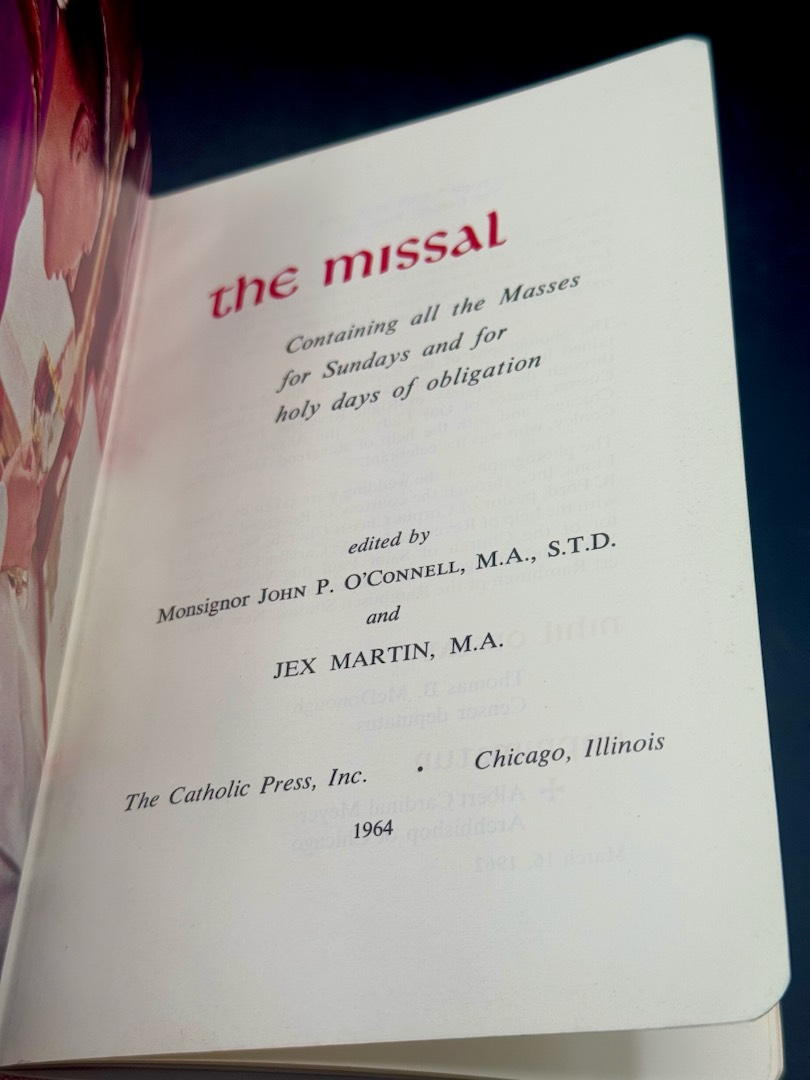 the missal
Containing all the Masses
for Sundays and for
holy days of obligation
edited by
Monsignor JOHN P. O'CONNELL, M.A., S.T.D.
and
JEX MARTIN, M.A.
The Catholic Press, Inc. • Chicago, Illinois
1964